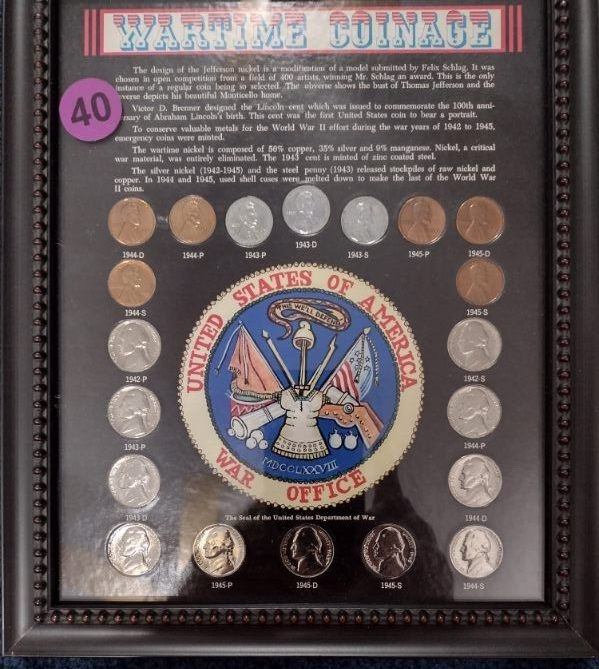 WARTIME COINAGE
40
The design of the Jefferson nickel is a modification of a model submitted by Felix Schlag. It was
chosen in open competition from a field of 400 artists, winning Mr. Schlag an award. This is the only
instance of a regular coin being so selected. The obverse shows the bust of Thomas Jefferson and the
verse depicts his beautiful Monticello home.
Victor D. Brenner designed the Lincoln cent which was issued to commemorate the 100th anni-
rsary of Abraham Lincoln's birth. This cent was the first United States coin to bear a portrait.
To conserve valuable metals for the World War II effort during the war years of 1942 to 1945,
emergency coins were minted.
The wartime nickel is composed of 56% copper, 35% silver and 9% manganese. Nickel, a critical
war material, was entirely eliminated. The 1943 cent is minted of zinc coated steel.
The silver nickel (1942-1945) and the steel penny (1943) released stockpiles of raw nickel and
copper. In 1944 and 1945, used shell cases were melted down to make the last of the World War
II coins.
1944-D
1944-P
1943-P
1943-D
1943-S
1945-P
1945-D
1944-S
1945-S
1942-P
1942-S
1943-P
1944-P
1943-D
1944-D
UNITED STATES OF AMERICA
THIS WE'LL DEFEND
MDCCLXXVIII
WAR OFFICE
The Seal of the United States Department of War
1945-P
1945-D
1945-S
1944-S